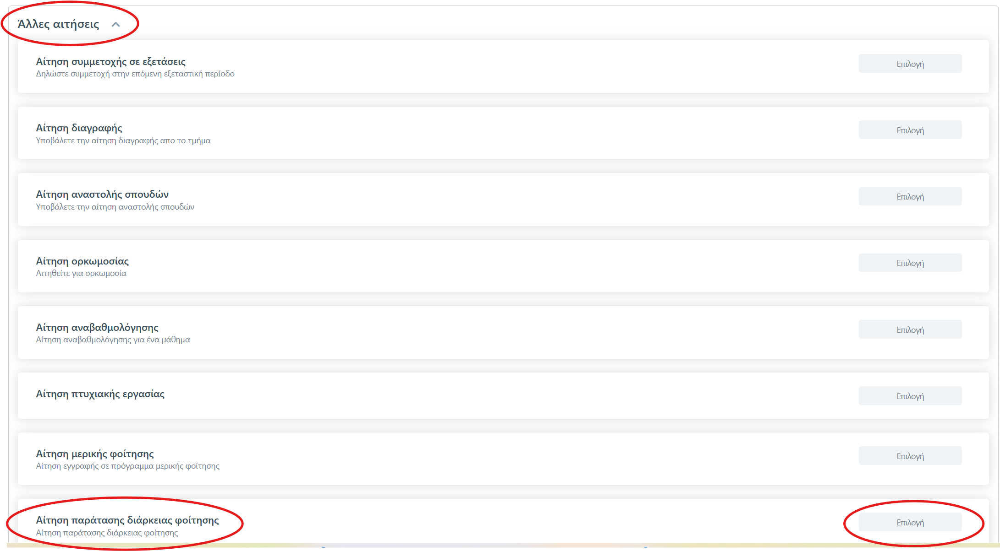 Άλλες αιτήσεις
Αίτηση συμμετοχής σε εξετάσεις
Δηλώστε συμμετοχή στην επόμενη εξεταστική περίοδο
Επιλογή
Αίτηση διαγραφής
Υποβάλετε την αίτηση διαγραφής απο το τμήμα
Επιλογή
Αίτηση αναστολής σπουδών
Υποβάλετε την αίτηση αναστολής σπουδών
Επιλογή
Αίτηση ορκωμοσίας
Αιτηθείτε για ορκωμοσία
Επιλογή
Αίτηση αναβαθμολόγησης
Αίτηση αναβαθμολόγησης για ένα μάθημα
Επιλογή
Αίτηση πτυχιακής εργασίας
Επιλογή
Αίτηση μερικής φοίτησης
Αίτηση εγγραφής σε πρόγραμμα μερικής φοίτησης
Επιλογή
Αίτηση παράτασης διάρκειας φοίτησης
Αίτηση παράτασης διάρκειας φοίτησης
Επιλογή